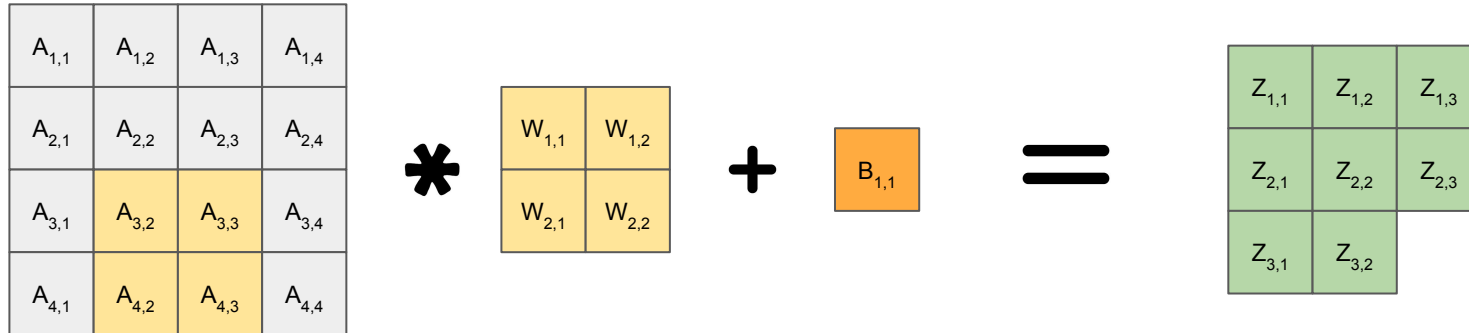 A1,1 A1,2 A1,3 A1,4
A2,1 A2,2 A2,3 A2,4
A3,1 A3,2 A3,3 A3,4
A4,1 A4,2 A4,3 A4,4
*
W1,1 W1,2
W2,1 W2,2
+
B1,1
=
Z1,1 Z1,2 Z1,3
Z2,1 Z2,2 Z2,3
Z3,1 Z3,2